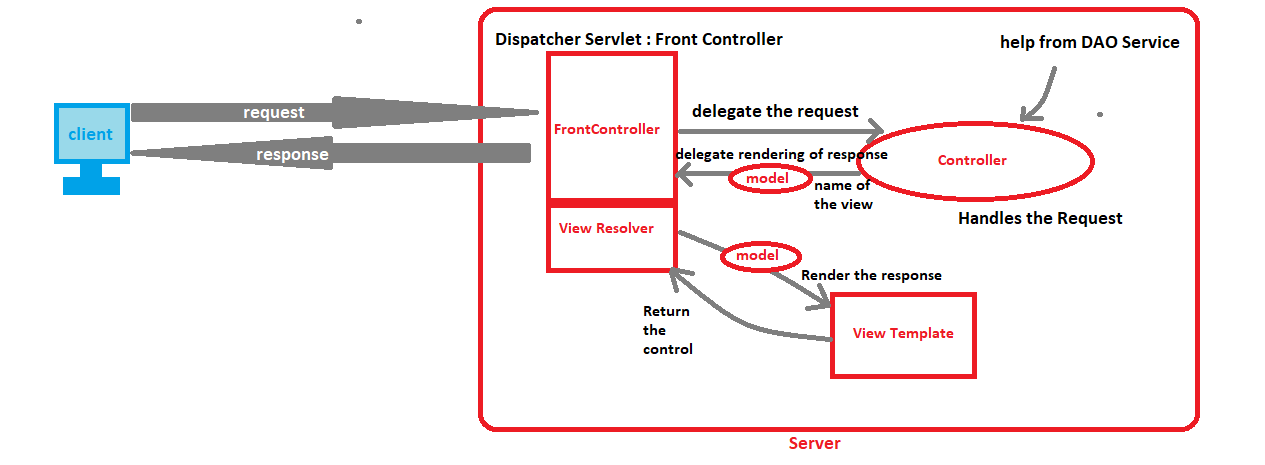 Dispatcher Servlet : Front Controller
help from DAO Service
client
request
response
FrontController
delegate the request
delegate rendering of response
model
name of
the view
Controller
Handles the Request
View Resolver
model
Render the response
Return
the
control
View Template
Server